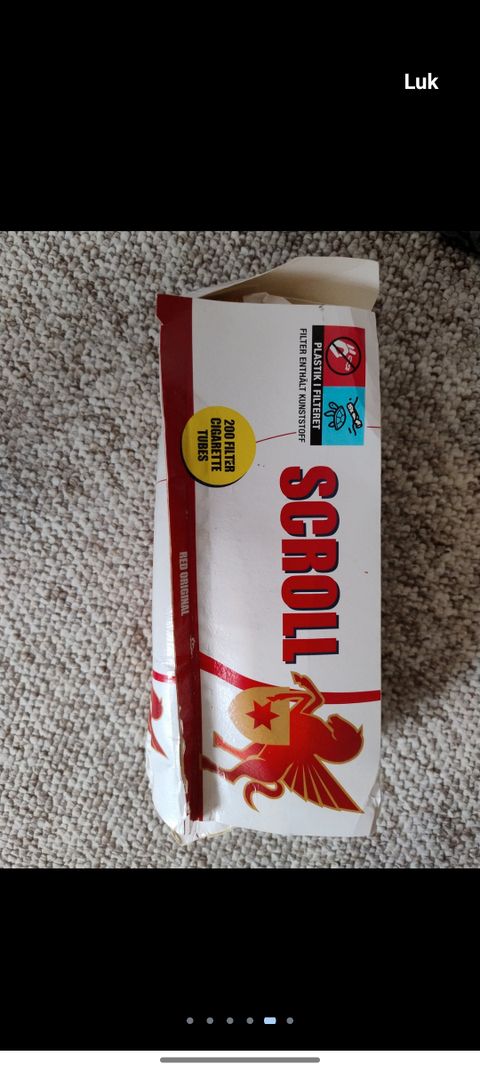 Luk
PLASTIK I FILTERET
FILTER ENTHÄLT KUNSTSTOFF
SCROLL
200 FILTER
CIGARETTE
TUBES
RED ORIGINAL